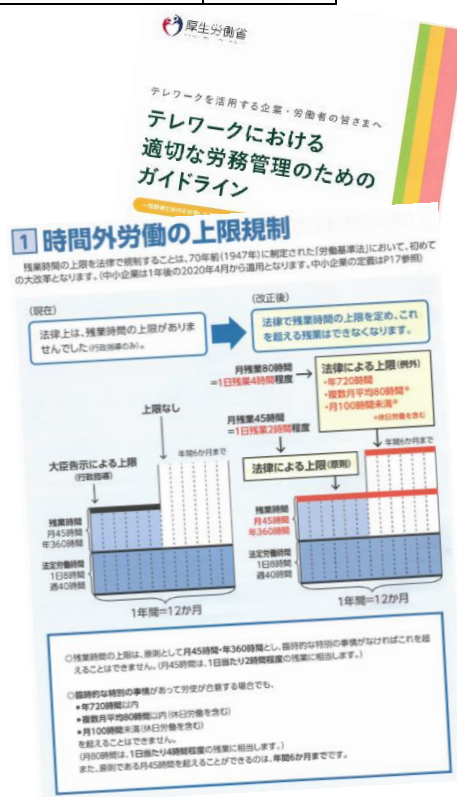 厚生労働省
テレワークを活用する企業・労働者の皆さまへ
テレワークにおける
適切な労務管理のための
ガイドライン
1 時間外労働の上限規制
残業時間の上限を法律で規制することは、70年前(1947年)に制定された「労働基準法」において、初めて
の大改革となります。(中小企業は1年後の2020年4月から適用となります。中小企業の定義はP17参照)
(現在)
法律上は、残業時間の上限がありま
せんでした(行政指導のみ)。
(改正後)
法律で残業時間の上限を定め、これ
を超える残業はできなくなります。
上限なし
大臣告示による上限
(行政指導)
年間6か月まで
残業時間
月45時間
年360時間
法定労働時間
1日8時間
週40時間
1年間=12か月
月残業80時間
=1日残業4時間程度
法律による上限(例外)
・年720時間
・複数月平均80時間*
・月100時間未満*
*休日労働を含む
月残業45時間
=1日残業2時間程度
年間6か月まで
法律による上限(原則)
残業時間
月45時間
年360時間
法定労働時間
1日8時間
週40時間
1年間=12か月
○残業時間の上限は、原則として月45時間・年360時間とし、臨時的な特別の事情がなければこれを超
えることはできません。(月45時間は、1日当たり2時間程度の残業に相当します。)
○臨時的な特別の事情があって労使が合意する場合でも、
●年720時間以内
●複数月平均80時間以内(休日労働を含む)
●月100時間未満(休日労働を含む)
を超えることはできません。
(月80時間は、1日当たり4時間程度の残業に相当します。)
また、原則である月45時間を超えることができるのは、年間6か月までです。